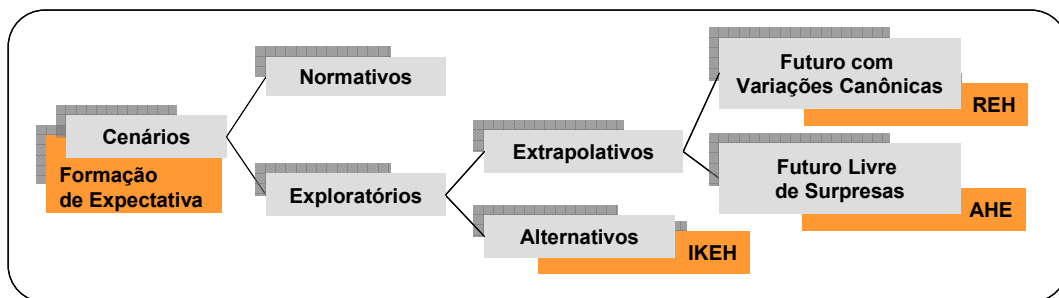 Cenários
Formação
de Expectativa
Normativos
Exploratórios
Extrapolativos
Alternativos
IKEH
Futuro com
Variações Canônicas
REH
Futuro Livre
de Surpresas
AHE